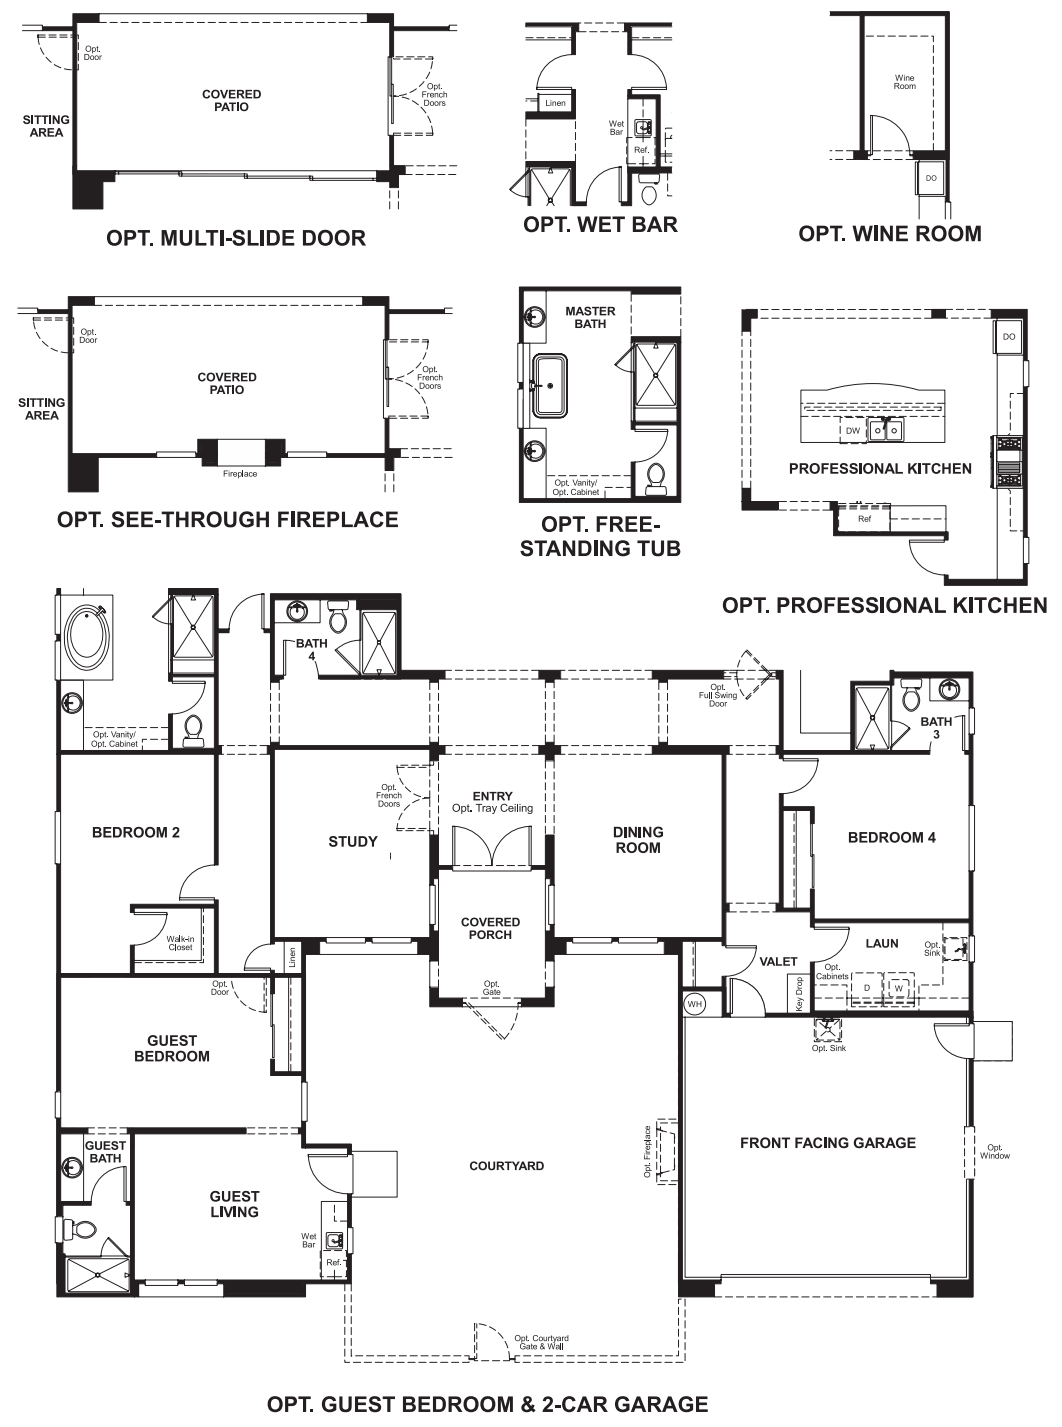 Opt.
Door
COVERED
PATIO
SITTING
AREA
Opt.
French
Doors
OPT. MULTI-SLIDE DOOR
Linen
Wet
Bar
Ref.
OPT. WET BAR
Wine
Room
DO
OPT. WINE ROOM
Opt.
Door
COVERED
PATIO
SITTING
AREA
Opt.
French
Doors
Fireplace
OPT. SEE-THROUGH FIREPLACE
MASTER
BATH
Opt. Vanity/
Opt. Cabinet
OPT. FREE-
STANDING TUB
DO
DW
PROFESSIONAL KITCHEN
Ref
OPT. PROFESSIONAL KITCHEN
BATH
4
Opt. Vanity/
Opt. Cabinet
Opt.
Full Swing
Door
BATH
3
BEDROOM 2
Opt.
French
Doors
STUDY
ENTRY
Opt. Tray Ceiling
DINING
ROOM
BEDROOM 4
Walk-in
Closet
Linen
COVERED
PORCH
VALET
LAUN
Opt.
Sink
Opt.
Cabinets
D
W
Key Drop
Opt.
Door
Opt.
Gate
WH
Opt. Sink
GUEST
BEDROOM
GUEST
BATH
COURTYARD
Opt. Fireplace
FRONT FACING GARAGE
Opt.
Window
GUEST
LIVING
Wet
Bar
Ref.
Opt. Courtyard
Gate & Wall
OPT. GUEST BEDROOM & 2-CAR GARAGE